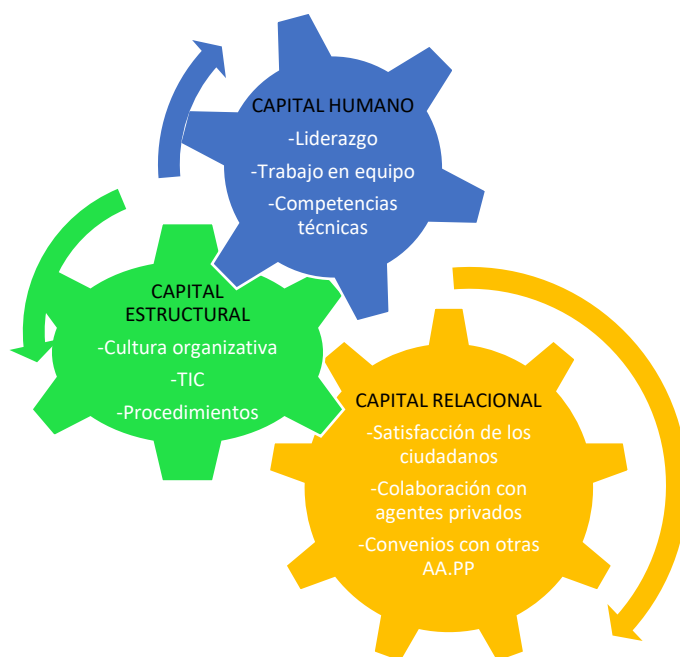 CAPITAL HUMANO
-Liderazgo
-Trabajo en equipo
-Competencias
técnicas
CAPITAL
ESTRUCTURAL
-Cultura organizativa
-TIC
-Procedimientos
CAPITAL RELACIONAL
-Satisfacción de los
ciudadanos
-Colaboración con
agentes privados
-Convenios con otras
AA.PP